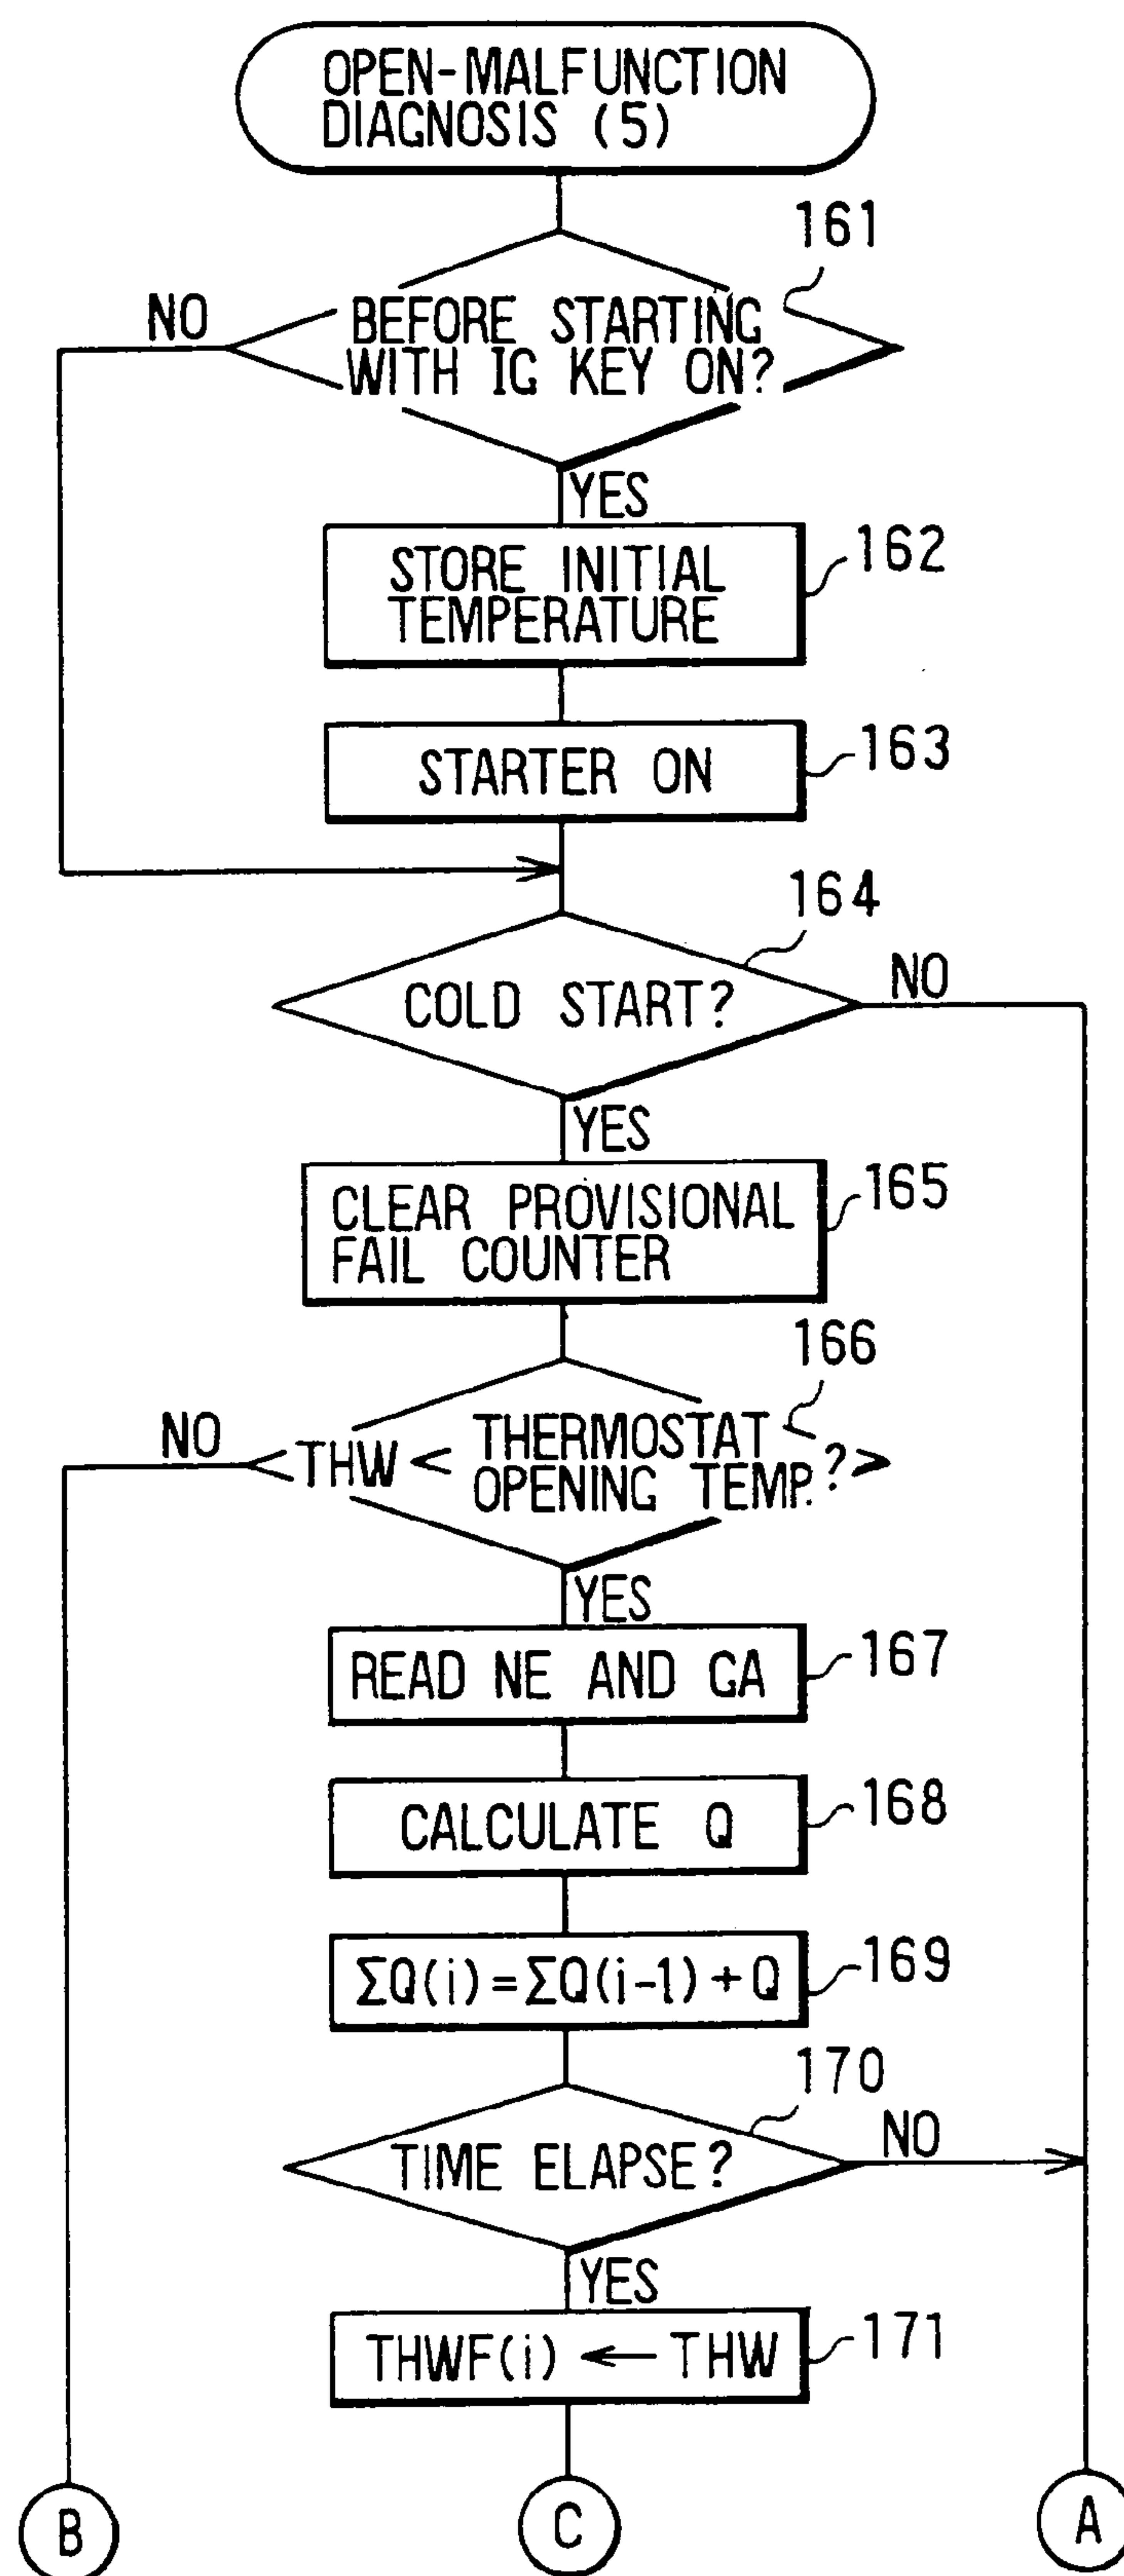 OPEN-MALFUNCTION
DIAGNOSIS (5)
161
NO
BEFORE STARTING
WITH IG KEY ON?
YES
STORE INITIAL
TEMPERATURE
162
STARTER ON
163
164
COLD START?
NO
YES
CLEAR PROVISIONAL
FAIL COUNTER
165
166
NO
THW < THERMOSTAT
OPENING TEMP. ?
YES
READ NE AND GA
167
CALCULATE Q
168
ΣQ(i)=ΣQ(i-1)+Q
169
170
TIME ELAPSE?
NO
YES
THWF(i) ← THW
171
B
C
A